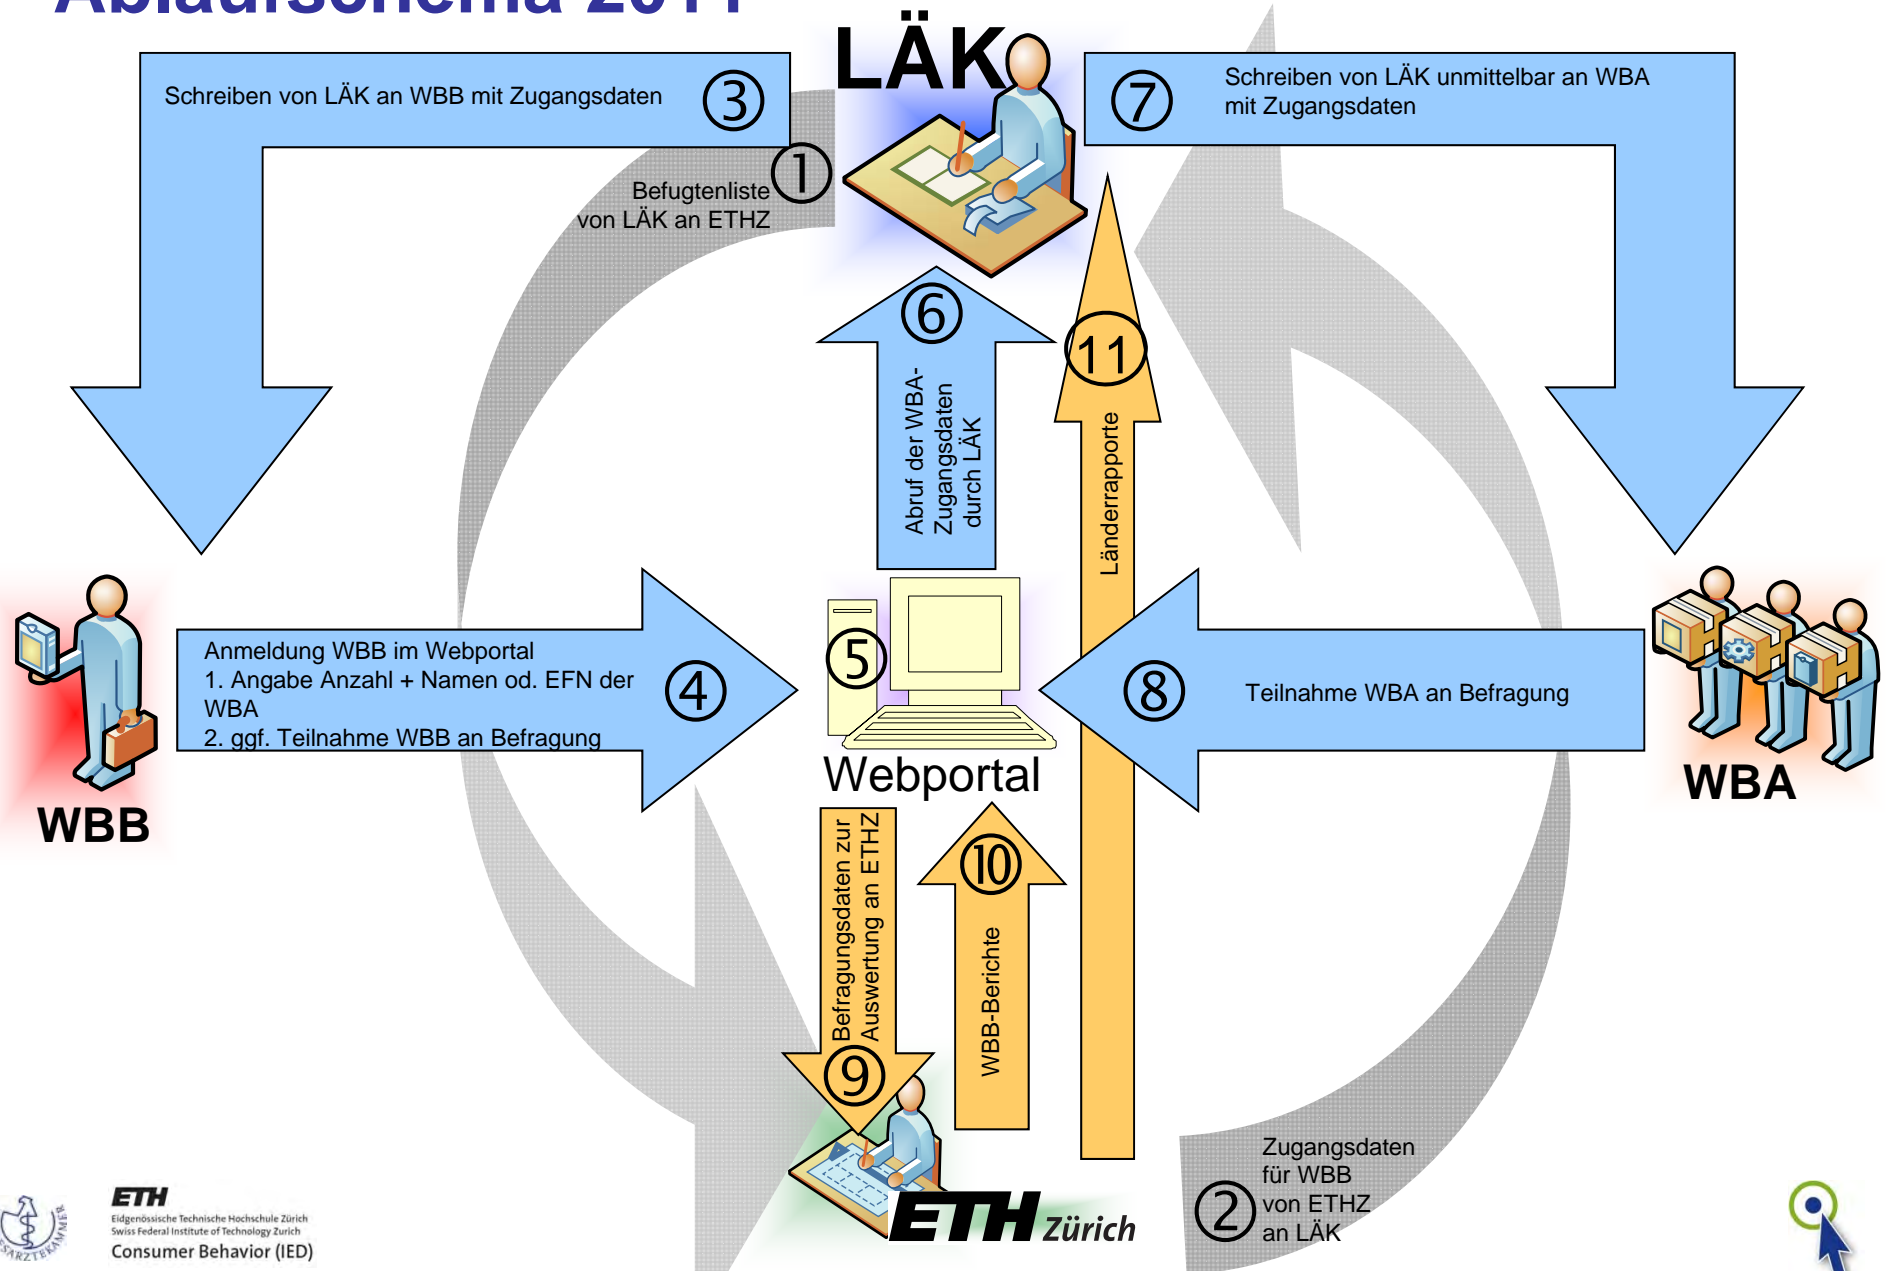 Ablaufschema 2011
LÄK
Schreiben von LÄK an WBB mit Zugangsdaten
③
⑦
Schreiben von LÄK unmittelbar an WBA
mit Zugangsdaten
①
Befugtenliste
von LÄK an ETHZ
⑥
Abruf der WBA-
Zugangsdaten
durch LÄK
11
Länderrapporte
Anmeldung WBB im Webportal
1. Angabe Anzahl + Namen od. EFN der
WBA
2. ggf. Teilnahme WBB an Befragung
④
⑤
Webportal
⑧
Teilnahme WBA an Befragung
WBB
WBA
Befragungsdaten zur
Auswertung an ETHZ
⑨
⑩
WBB-Berichte
ETH Zürich
②
Zugangsdaten
für WBB
von ETHZ
an LÄK
ETH
Eidgenössische Technische Hochschule Zürich
Swiss Federal Institute of Technology Zurich
Consumer Behavior (IED)